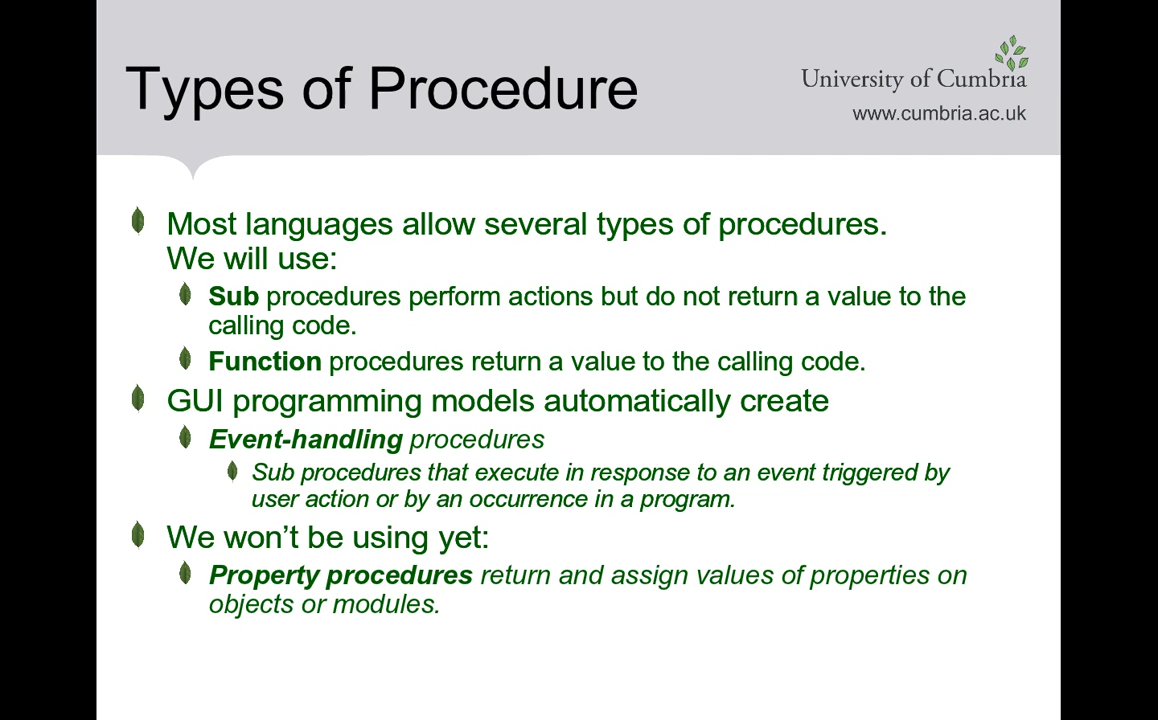 Types of Procedure
University of Cumbria
www.cumbria.ac.uk
Most languages allow several types of procedures.
We will use:
Sub procedures perform actions but do not return a value to the
calling code.
Function procedures return a value to the calling code.
GUI programming models automatically create
Event-handling procedures
Sub procedures that execute in response to an event triggered by
user action or by an occurrence in a program.
We won’t be using yet:
Property procedures return and assign values of properties on
objects or modules.